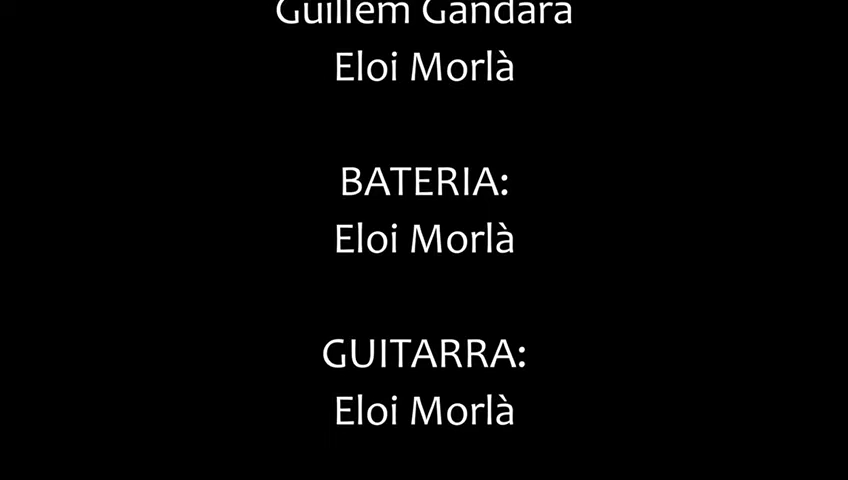 Guillem Gandara
Eloi Morlà
BATERIA:
Eloi Morlà
GUITARRA:
Eloi Morlà